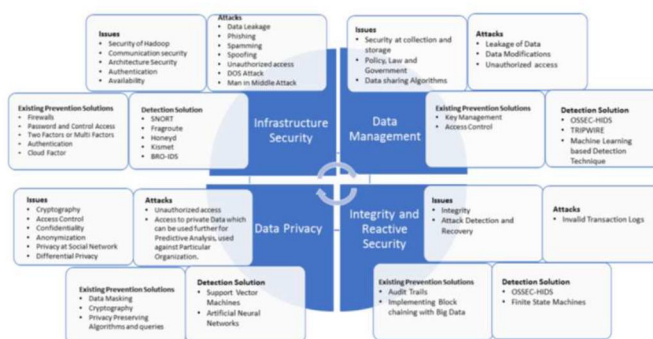 Issues
• Security of Hadoop
• Communication security
• Architecture Security
• Authentication
• Availability
Attacks
• Data Leakage
• Phishing
• Spamming
• Spoofing
• Unauthorized access
• DOS Attack
• Man in Middle Attack
Existing Prevention Solutions
• Firewalls
• Password and Control Access
• Two Factors or Multi Factors
• Authentication
• Cloud Factor
Detection Solution
• SNORT
• Fragroute
• Honeyd
• Kismet
• BRO-IDS
Infrastructure
Security
Issues
• Security at collection and
storage
• Policy, Law and
Government
• Data sharing Algorithms
Attacks
• Leakage of Data
• Data Modifications
• Unauthorized access
Data
Management
Existing Prevention Solutions
• Key Management
• Access Control
Detection Solution
• OSSEC-HIDS
• TRIPWIRE
• Machine Learning
based Detection
Technique
Issues
• Cryptography
• Access Control
• Confidentiality
• Anonymization
• Privacy at Social Network
• Differential Privacy
Attacks
• Unauthorized access
• Access to private Data which
can be used further for
Predictive Analysis, used
against Particular
Organization.
Data Privacy
Existing Prevention Solutions
• Data Masking
• Cryptography
• Privacy Preserving
Algorithms and queries
Detection Solution
• Support Vector
Machines
• Artificial Neural
Networks
Integrity and
Reactive
Security
Issues
• Integrity
• Attack Detection and
Recovery
Attacks
• Invalid Transaction Logs
Existing Prevention Solutions
• Audit Trails
• Implementing Block
chaining with Big Data
Detection Solution
• OSSEC-HIDS
• Finite State Machines